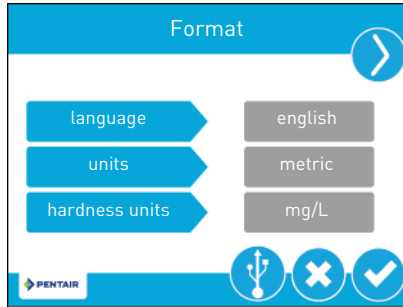 Format
language english
units metric
hardness units mg/L
PENTAIR